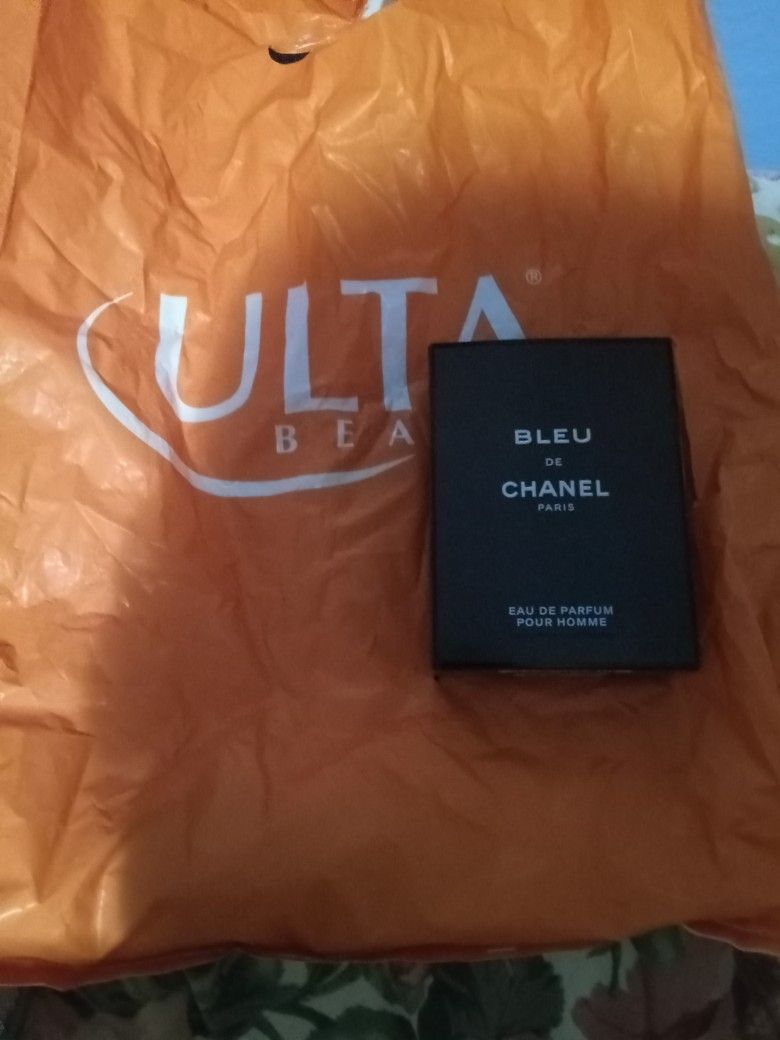 ULTA®
BEA
BLEU
DE
CHANEL
PARIS
EAU DE PARFUM
POUR HOMME